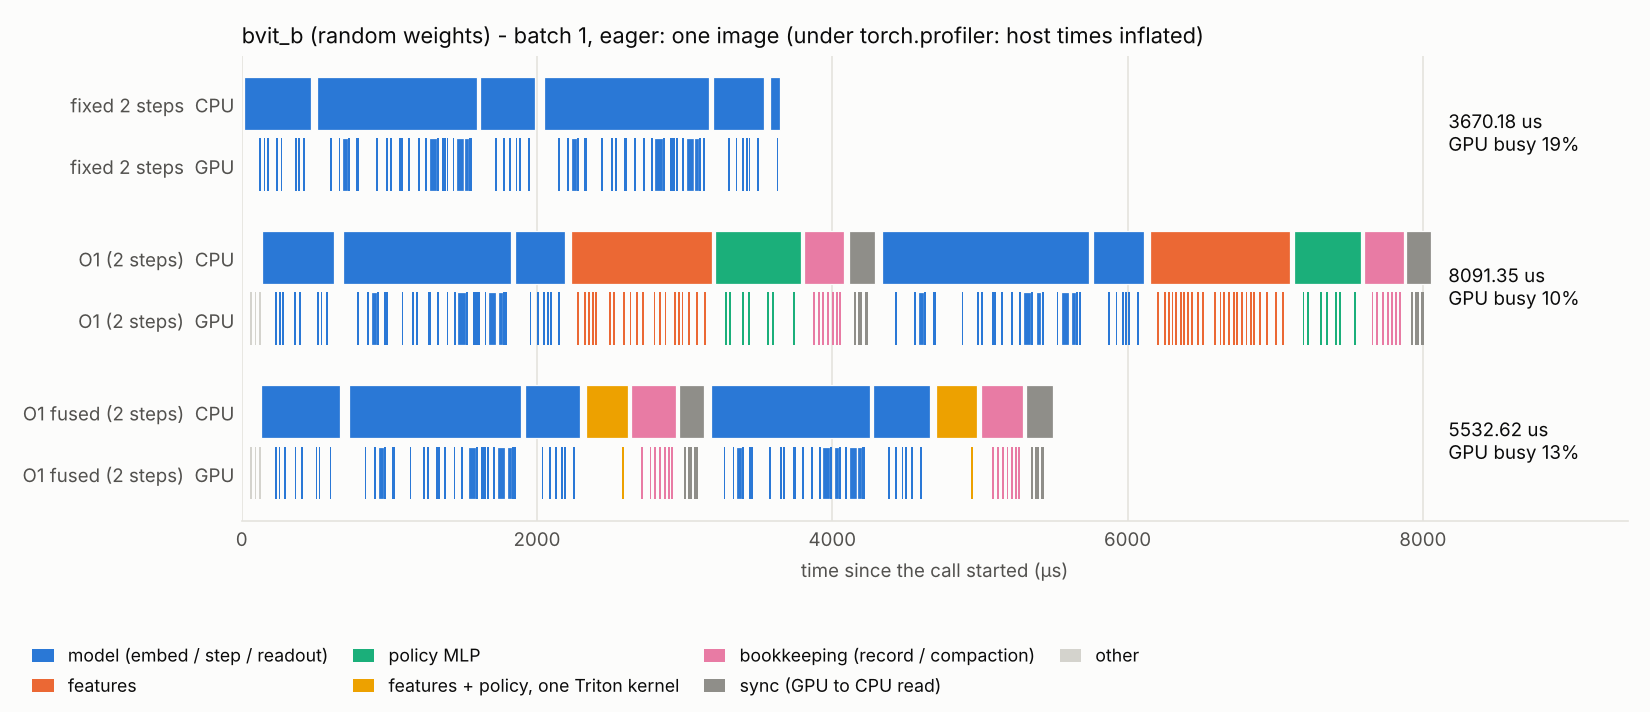 bvit_b (random weights) - batch 1, eager: one image (under torch.profiler: host times inflated)
fixed 2 steps CPU
fixed 2 steps GPU
3670.18 us
GPU busy 19%
O1 (2 steps) CPU
O1 (2 steps) GPU
8091.35 us
GPU busy 10%
O1 fused (2 steps) CPU
O1 fused (2 steps) GPU
5532.62 us
GPU busy 13%
0 2000 4000 6000 8000
time since the call started (µs)
model (embed / step / readout) policy MLP bookkeeping (record / compaction) other
features features + policy, one Triton kernel sync (GPU to CPU read)